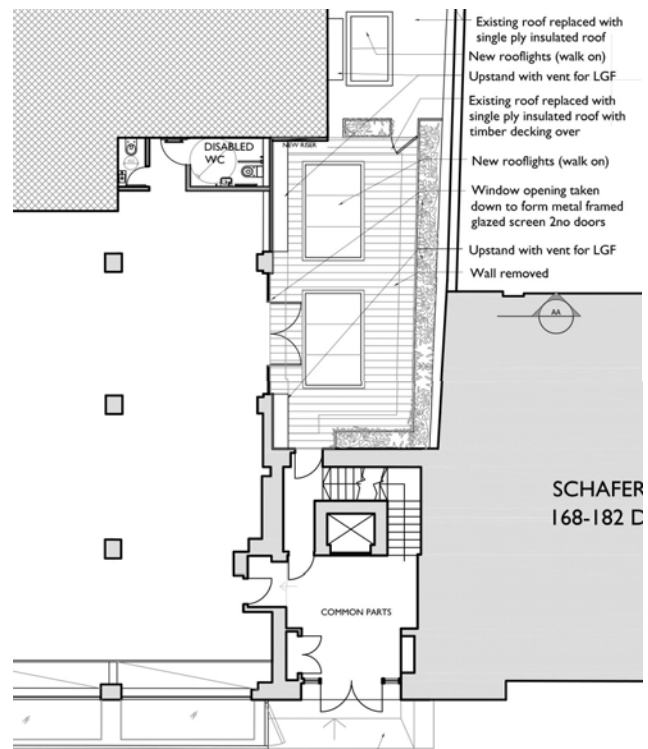 Existing roof replaced with
single ply insulated roof
New rooflights (walk on)
Upstand with vent for LGF
Existing roof replaced with
single ply insulated roof with
timber decking over
DISABLED
WC
NEW RISER
New rooflights (walk on)
Window opening taken
down to form metal framed
glazed screen 2no doors
Upstand with vent for LGF
Wall removed
AA
SCHAFER
168-182 D
COMMON PARTS